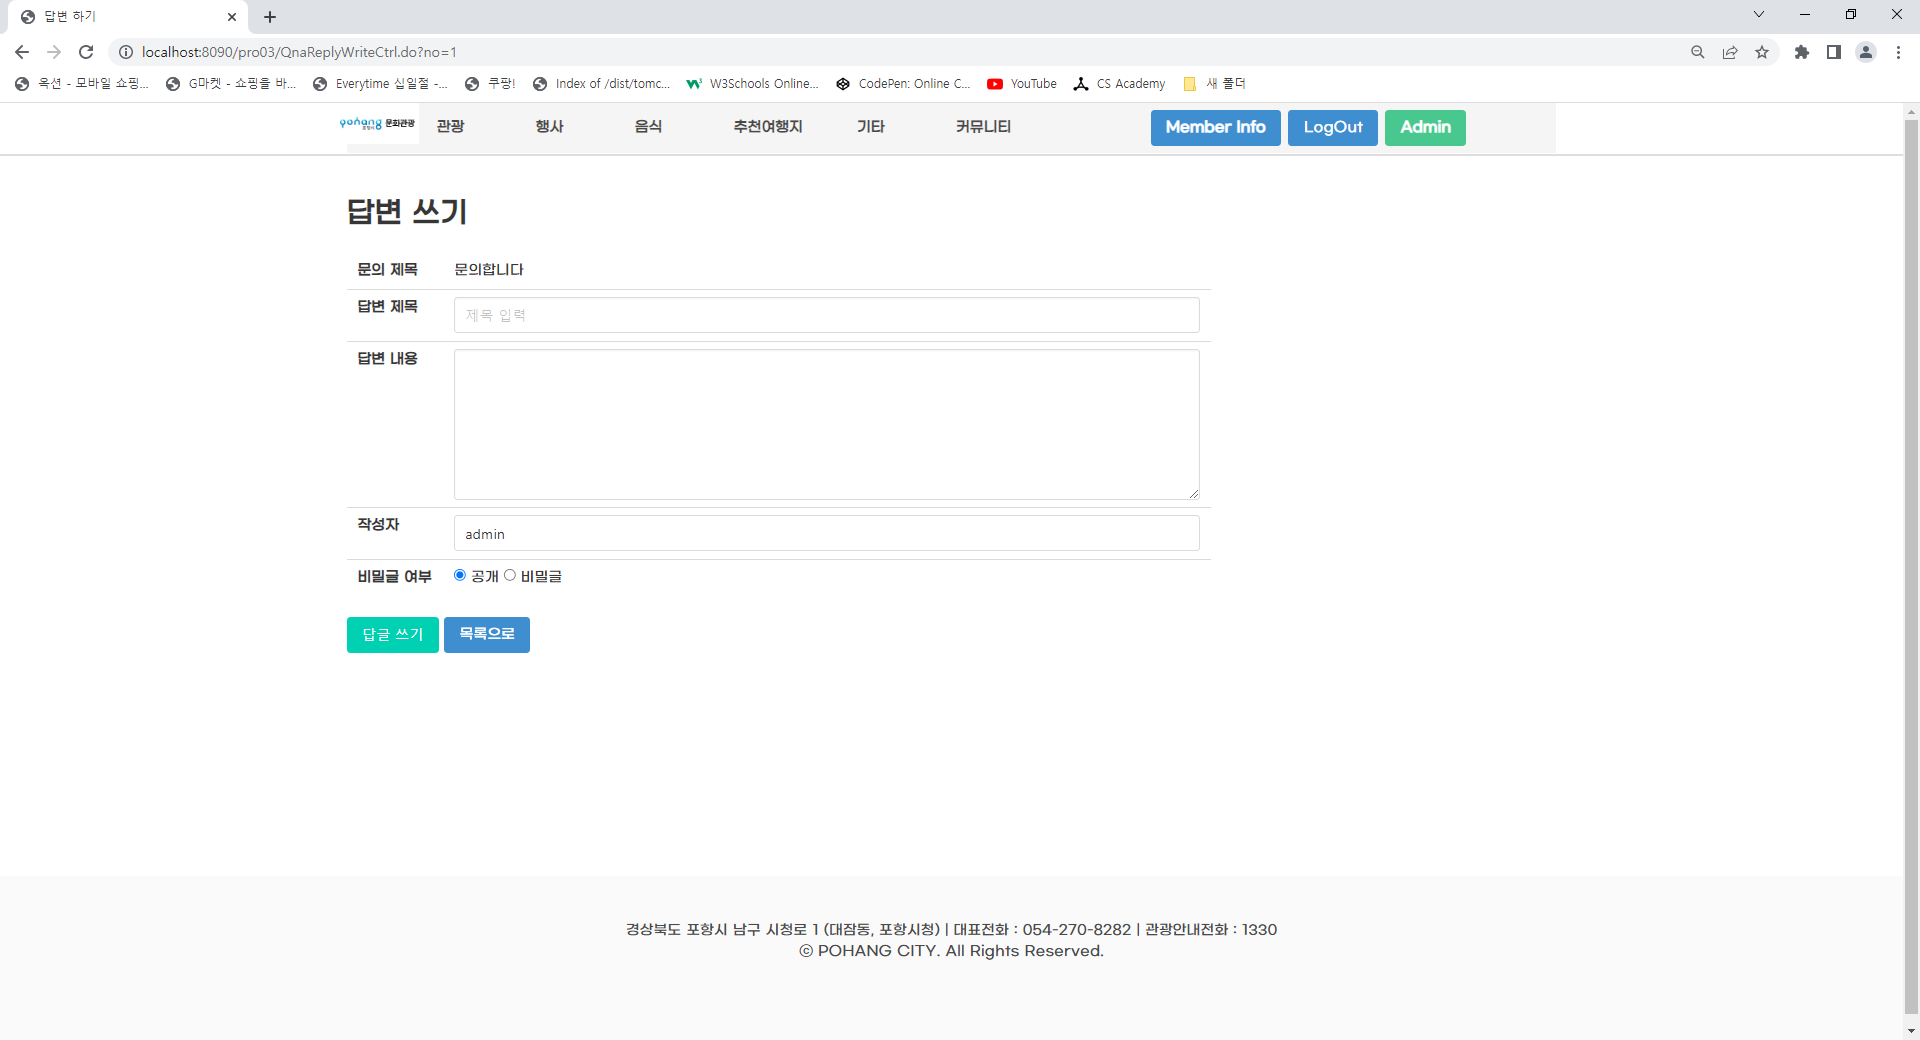 답변 하기
localhost:8090/pro03/QnaReplyWriteCtrl.do?no=1
옥션 - 모바일 쇼핑... G마켓 - 쇼핑을 바... Everytime 십일절 -... 쿠팡! Index of /dist/tomc... W3Schools Online... CodePen: Online C... YouTube CS Academy 새 폴더
pohang 포항시 문화관광 관광 행사 음식 추천여행지 기타 커뮤니티 Member Info LogOut Admin
답변 쓰기
문의 제목 문의합니다
답변 제목 제목 입력
답변 내용
작성자 admin
비밀글 여부 공개 비밀글
답글 쓰기 목록으로
경상북도 포항시 남구 시청로 1 (대잠동, 포항시청) | 대표전화 : 054-270-8282 | 관광안내전화 : 1330
ⓒ POHANG CITY. All Rights Reserved.